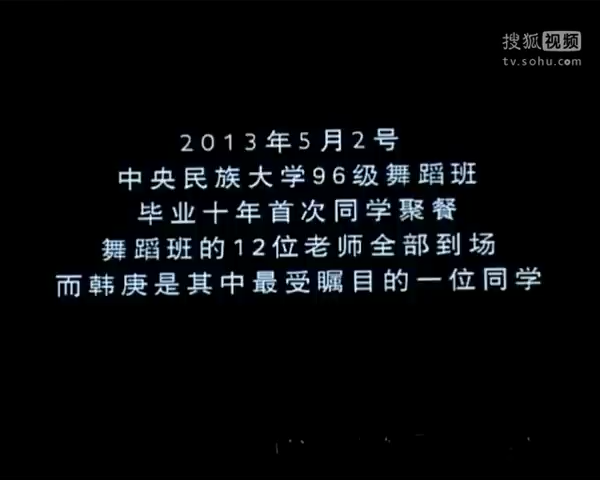 搜狐视频
tv.sohu.com
2013年5月2号
中央民族大学96级舞蹈班
毕业十年首次同学聚餐
舞蹈班的12位老师全部到场
而韩庚是其中最受瞩目的一位同学